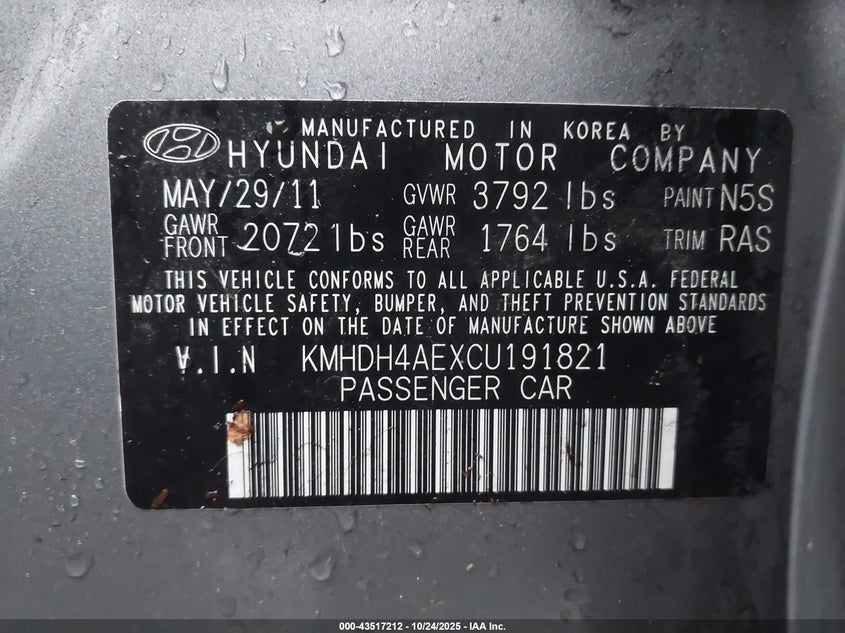 MANUFACTURED IN KOREA BY
HYUNDAI MOTOR COMPANY
MAY/29/11 GVWR 3792 lbs PAINT N5S
GAWR FRONT 2072 lbs GAWR REAR 1764 lbs TRIM RAS
THIS VEHICLE CONFORMS TO ALL APPLICABLE U.S.A. FEDERAL
MOTOR VEHICLE SAFETY, BUMPER, AND THEFT PREVENTION STANDARDS
IN EFFECT ON THE DATE OF MANUFACTURE SHOWN ABOVE
V.I.N KMHDH4AEXCU191821
PASSENGER CAR
000-43517212 - 10/24/2025 - IAA Inc.